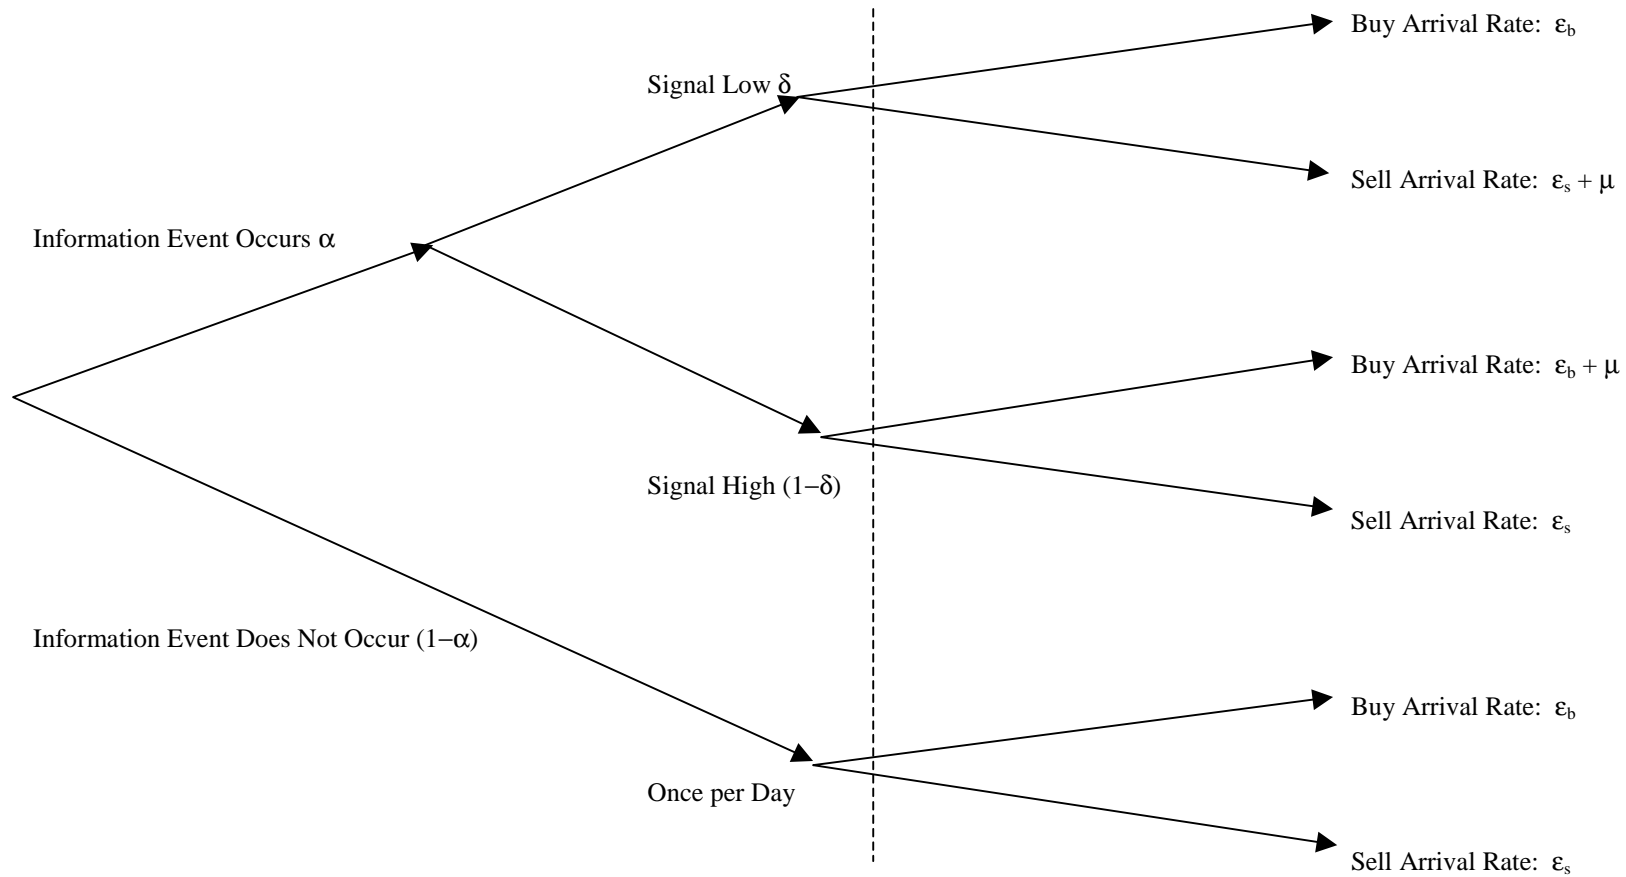 Buy Arrival Rate: εb
Signal Low δ
Sell Arrival Rate: εs + μ
Information Event Occurs α
Buy Arrival Rate: εb + μ
Signal High (1−δ)
Sell Arrival Rate: εs
Information Event Does Not Occur (1−α)
Buy Arrival Rate: εb
Once per Day
Sell Arrival Rate: εs